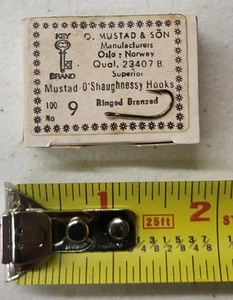 KEY
BRAND
O. MUSTAD & SÖN
Manufacturers
Oslo - Norway
Qual. 23407 B.
Superior
Mustad-O'Shaughnessy Hooks
100
No 9
Ringed Bronzed
1 2
25ft